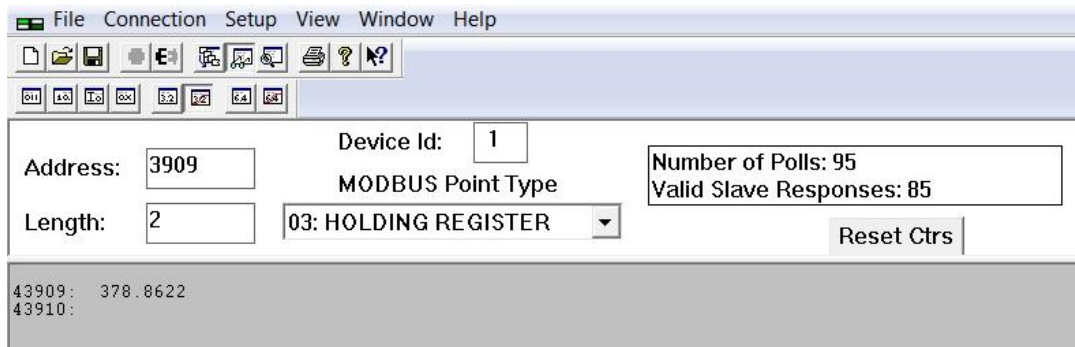 File Connection Setup View Window Help
Device Id: 1
Address: 3909
MODBUS Point Type
Length: 2
03: HOLDING REGISTER
Number of Polls: 95
Valid Slave Responses: 85
Reset Ctrs
43909: 378.8622
43910: